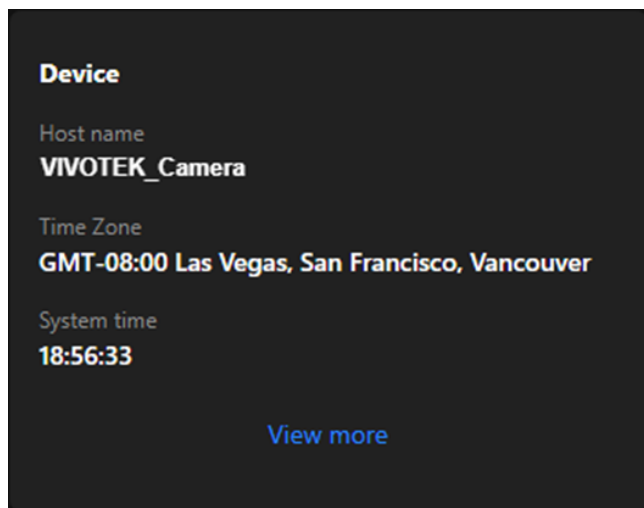 Device
Host name
VIVOTEK_Camera
Time Zone
GMT-08:00 Las Vegas, San Francisco, Vancouver
System time
18:56:33
View more